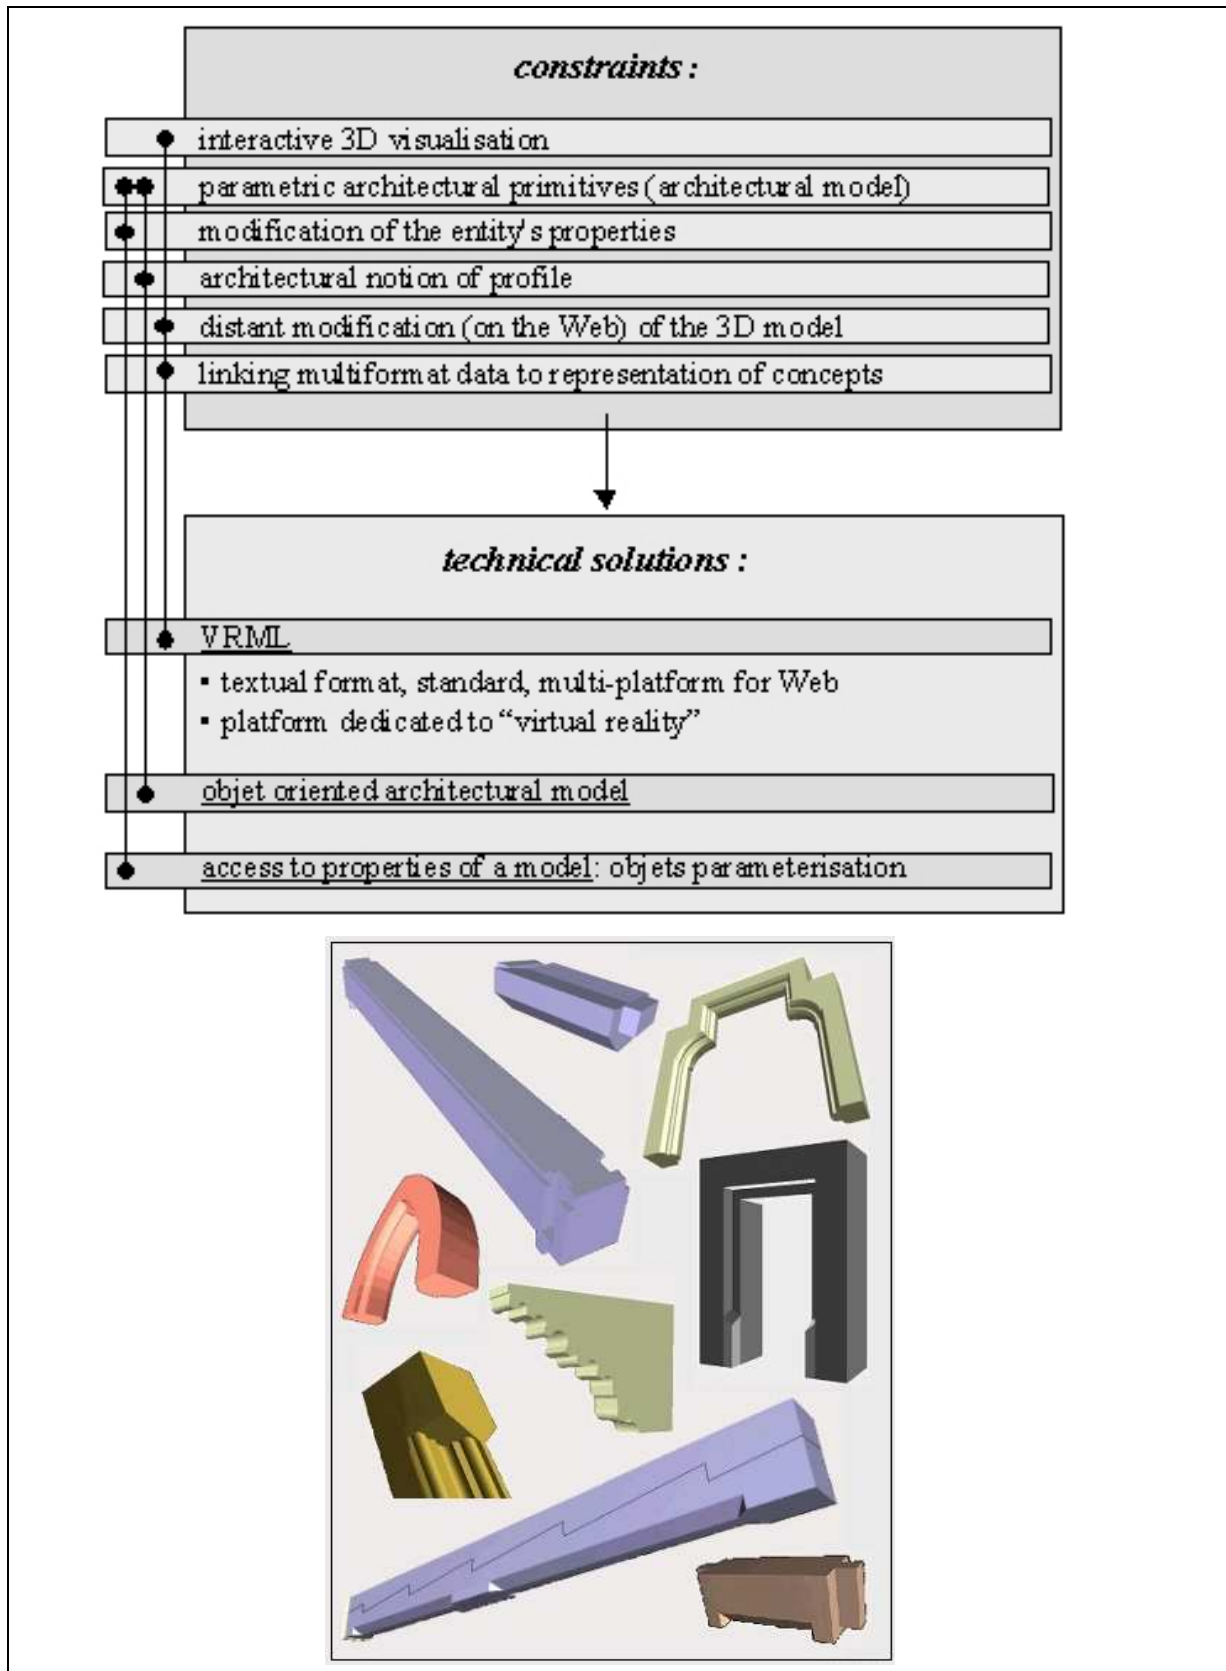 constraints :
interactive 3D visualisation
parametric architectural primitives (architectural model)
modification of the entity's properties
architectural notion of profile
distant modification (on the Web) of the 3D model
linking multiformat data to representation of concepts
technical solutions :
VRML
▪ textual format, standard, multi-platform for Web
▪ platform dedicated to “virtual reality”
objet oriented architectural model
access to properties of a model: objets parameterisation